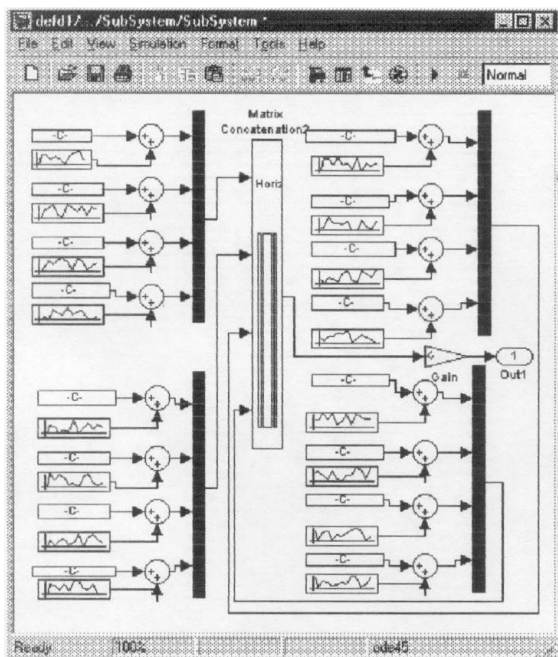 defd1/.../SubSystem/SubSystem *
File Edit View Simulation Format Tools Help
Normal
Matrix
Concatenation2
Horiz
-C-
-C-
-C-
-C-
-C-
-C-
-C-
-C-
-C-
-C-
-C-
-C-
Gain
1
Out1
-C-
-C-
-C-
-C-
Ready 100% ode45